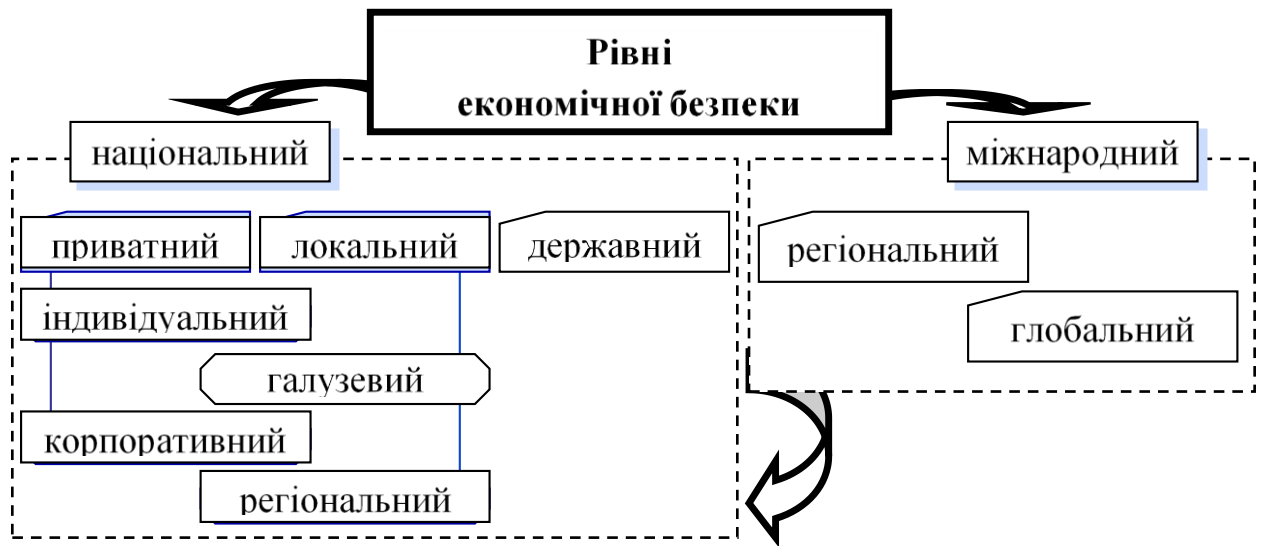 Рівні
економічної безпеки
національний
міжнародний
приватний
локальний
державний
регіональний
індивідуальний
глобальний
галузевий
корпоративний
регіональний